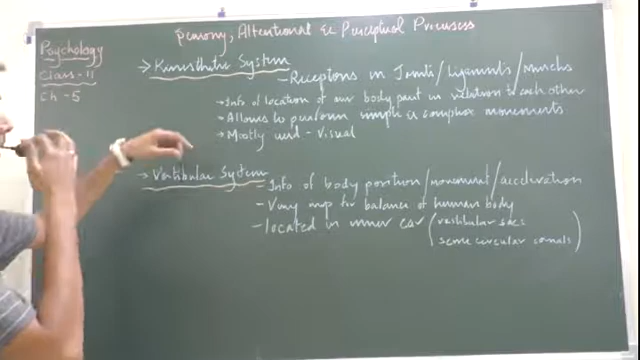 Sensory, Attentional & Perceptual Processes
Psychology
Class - 11
Ch - 5
→ Kinesthetic System
- Receptors in Joints/Ligaments/Muscles
→ Info of location of our body part in relation to each other
→ Allows to perform simple & complex movements
→ Mostly used - Visual
→ Vestibular System
- Info of body position/movement/acceleration
- Very imp for balance of human body
- located in inner ear (vestibular sacs
semi circular canals)